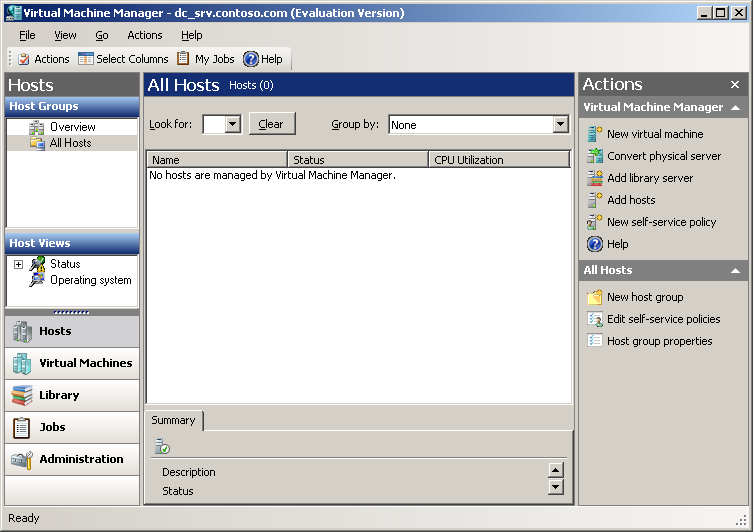 Virtual Machine Manager - dc_srv.contoso.com (Evaluation Version)
File View Go Actions Help
Actions Select Columns My Jobs Help
Hosts
Host Groups
Overview
All Hosts
Host Views
Status
Operating system
Hosts
Virtual Machines
Library
Jobs
Administration
All Hosts Hosts (0)
Look for: Clear Group by: None
Name Status CPU Utilization
No hosts are managed by Virtual Machine Manager.
Summary
Description
Status
Actions
Virtual Machine Manager
New virtual machine
Convert physical server
Add library server
Add hosts
New self-service policy
Help
All Hosts
New host group
Edit self-service policies
Host group properties
Ready